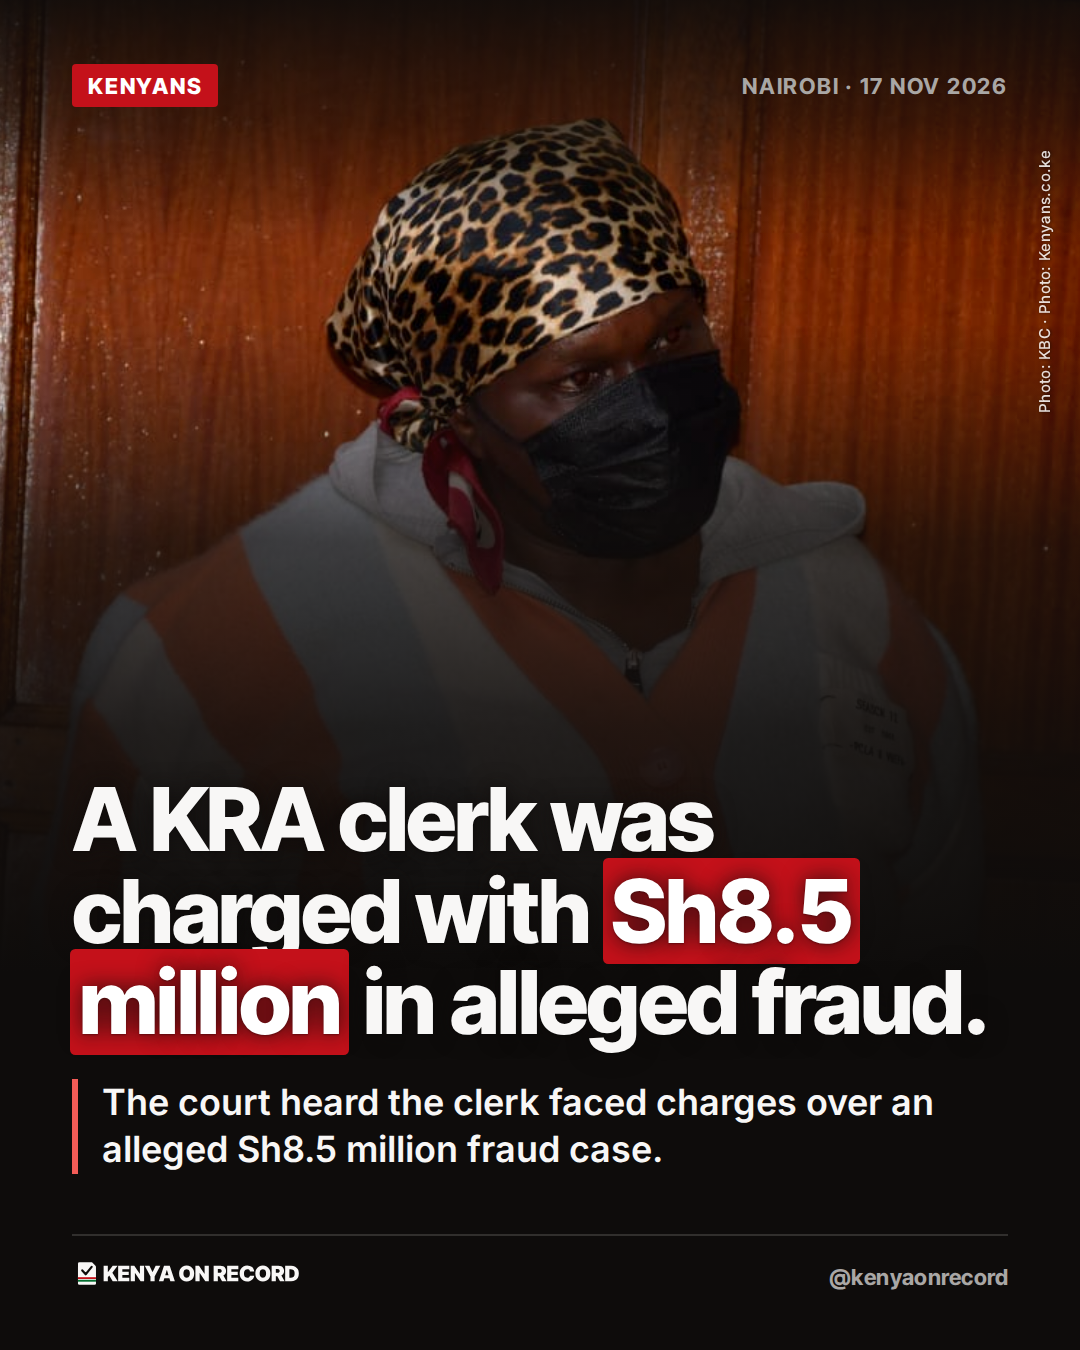 KENYANS
NAIROBI · 17 NOV 2026
Photo: KBC · Photo: Kenyans.co.ke
SEASON 11
A KRA clerk was
charged with Sh8.5
million in alleged fraud.
The court heard the clerk faced charges over an
alleged Sh8.5 million fraud case.
KENYA ON RECORD
@kenyaonrecord